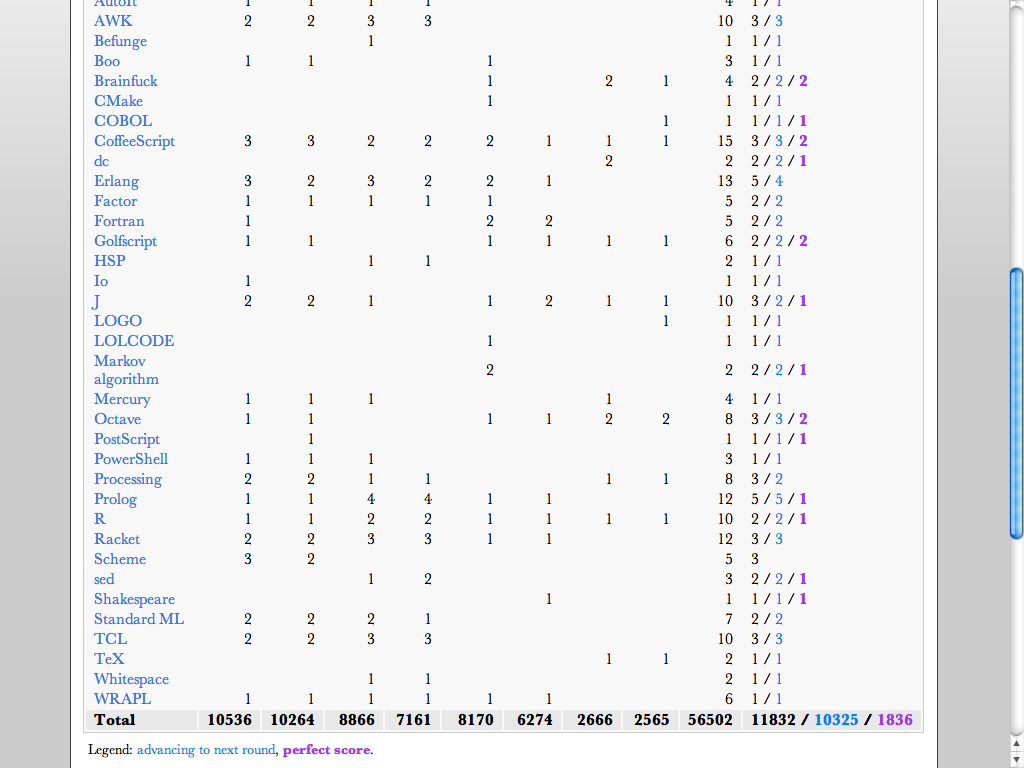 AutoIt 1 1 1 1 4 1 / 1
AWK 2 2 3 3 10 3 / 3
Befunge 1 1 1 / 1
Boo 1 1 1 3 1 / 1
Brainfuck 1 2 1 4 2 / 2 / 2
CMake 1 1 1 / 1
COBOL 1 1 1 / 1 / 1
CoffeeScript 3 3 2 2 2 1 1 1 15 3 / 3 / 2
dc 2 2 2 / 2 / 1
Erlang 3 2 3 2 2 1 13 5 / 4
Factor 1 1 1 1 1 5 2 / 2
Fortran 1 2 2 5 2 / 2
Golfscript 1 1 1 1 1 1 6 2 / 2 / 2
HSP 1 1 2 1 / 1
Io 1 1 1 / 1
J 2 2 1 1 2 1 1 10 3 / 2 / 1
LOGO 1 1 1 / 1
LOLCODE 1 1 1 / 1
Markov
algorithm 2 2 2 / 2 / 1
Mercury 1 1 1 1 4 1 / 1
Octave 1 1 1 1 2 2 8 3 / 3 / 2
PostScript 1 1 1 / 1 / 1
PowerShell 1 1 1 3 1 / 1
Processing 2 2 1 1 1 1 8 3 / 2
Prolog 1 1 4 4 1 1 12 5 / 5 / 1
R 1 1 2 2 1 1 1 1 10 2 / 2 / 1
Racket 2 2 3 3 1 1 12 3 / 3
Scheme 3 2 5 3
sed 1 2 3 2 / 2 / 1
Shakespeare 1 1 1 / 1 / 1
Standard ML 2 2 2 1 7 2 / 2
TCL 2 2 3 3 10 3 / 3
TeX 1 1 2 1 / 1
Whitespace 1 1 2 1 / 1
WRAPL 1 1 1 1 1 1 6 1 / 1
Total 10536 10264 8866 7161 8170 6274 2666 2565 56502 11832 / 10325 / 1836
Legend: advancing to next round, perfect score.